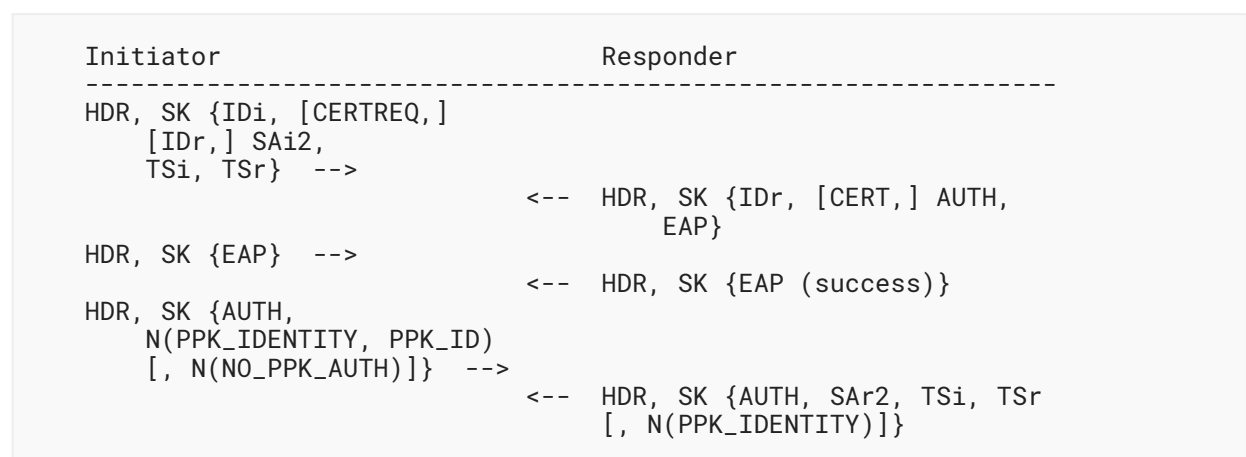 Initiator                         Responder
----------------------------------------------------------------
HDR, SK {IDi, [CERTREQ,]
    [IDr,] SAi2,
    TSi, TSr}  -->
                             <--  HDR, SK {IDr, [CERT,] AUTH,
                                      EAP}
HDR, SK {EAP}  -->
                             <--  HDR, SK {EAP (success)}
HDR, SK {AUTH,
    N(PPK_IDENTITY, PPK_ID)
    [, N(NO_PPK_AUTH)]}  -->
                             <--  HDR, SK {AUTH, SAr2, TSi, TSr
                                  [, N(PPK_IDENTITY)]}